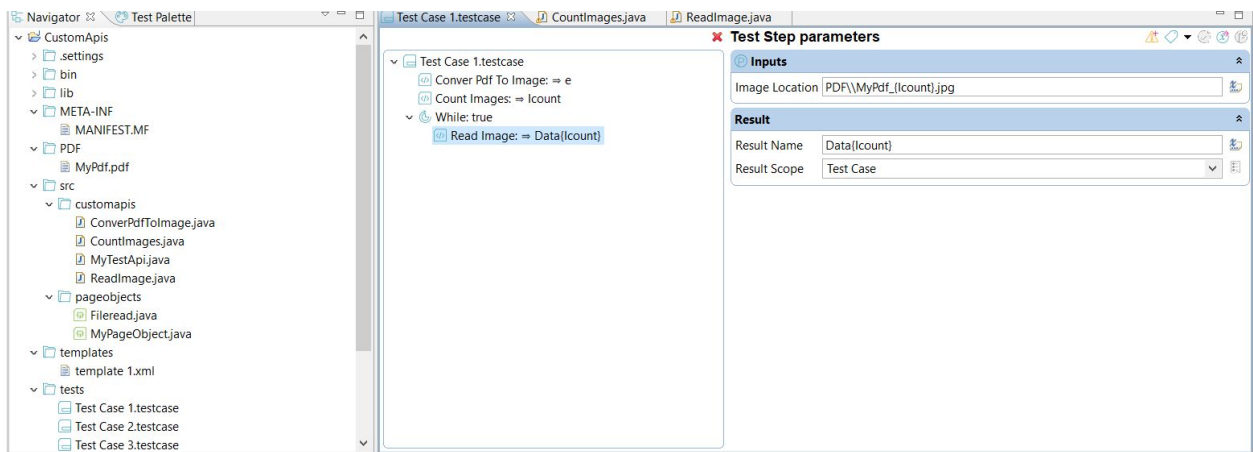 Navigator
Test Palette
CustomApis
.settings
bin
lib
META-INF
MANIFEST.MF
PDF
MyPdf.pdf
src
customapis
ConverPdfToImage.java
CountImages.java
MyTestApi.java
ReadImage.java
pageobjects
Fileread.java
MyPageObject.java
templates
template 1.xml
tests
Test Case 1.testcase
Test Case 2.testcase
Test Case 3.testcase
Test Case 1.testcase
CountImages.java
ReadImage.java
Test Case 1.testcase
Conver Pdf To Image: ⇒ e
Count Images: ⇒ Icount
While: true
Read Image: ⇒ Data{Icount}
Test Step parameters
Inputs
Image Location PDF\\MyPdf_{Icount}.jpg
Result
Result Name Data{Icount}
Result Scope Test Case